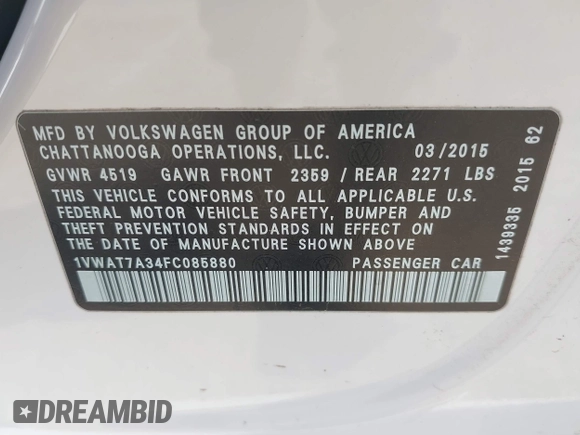 MFD BY VOLKSWAGEN GROUP OF AMERICA
CHATTANOOGA OPERATIONS, LLC. 03/2015
GVWR 4519 GAWR FRONT 2359 / REAR 2271 LBS
THIS VEHICLE CONFORMS TO ALL APPLICABLE U.S.
FEDERAL MOTOR VEHICLE SAFETY, BUMPER AND
THEFT PREVENTION STANDARDS IN EFFECT ON
THE DATE OF MANUFACTURE SHOWN ABOVE.
1VWAT7A34FC085880 PASSENGER CAR
1439335 2015 62
DREAMBID